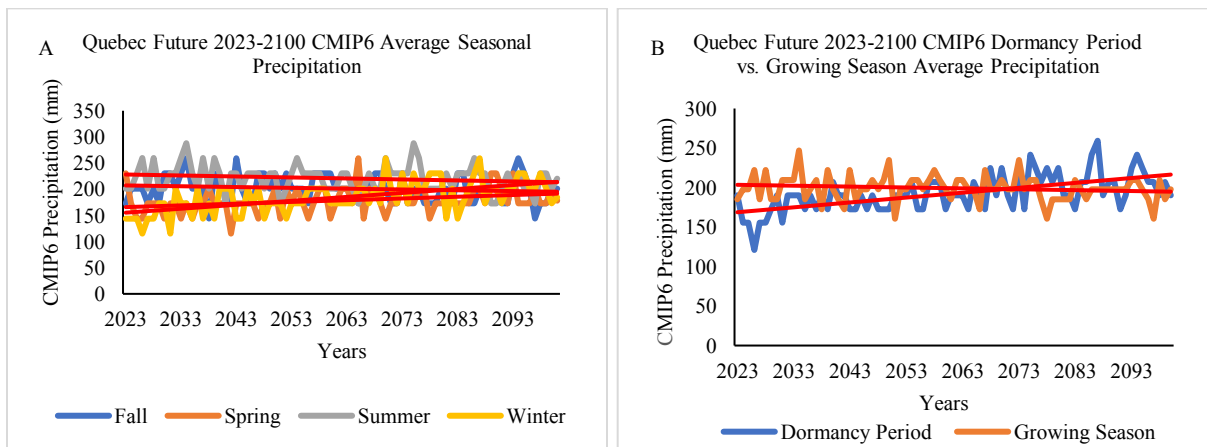 A
Quebec Future 2023-2100 CMIP6 Average Seasonal
Precipitation
CMIP6 Precipitation (mm)
350
300
250
200
150
100
50
0
2023 2033 2043 2053 2063 2073 2083 2093
Years
Fall Spring Summer Winter
B
Quebec Future 2023-2100 CMIP6 Dormancy Period
vs. Growing Season Average Precipitation
CMIP6 Precipitation (mm)
300
250
200
150
100
50
0
2023 2033 2043 2053 2063 2073 2083 2093
Years
Dormancy Period Growing Season